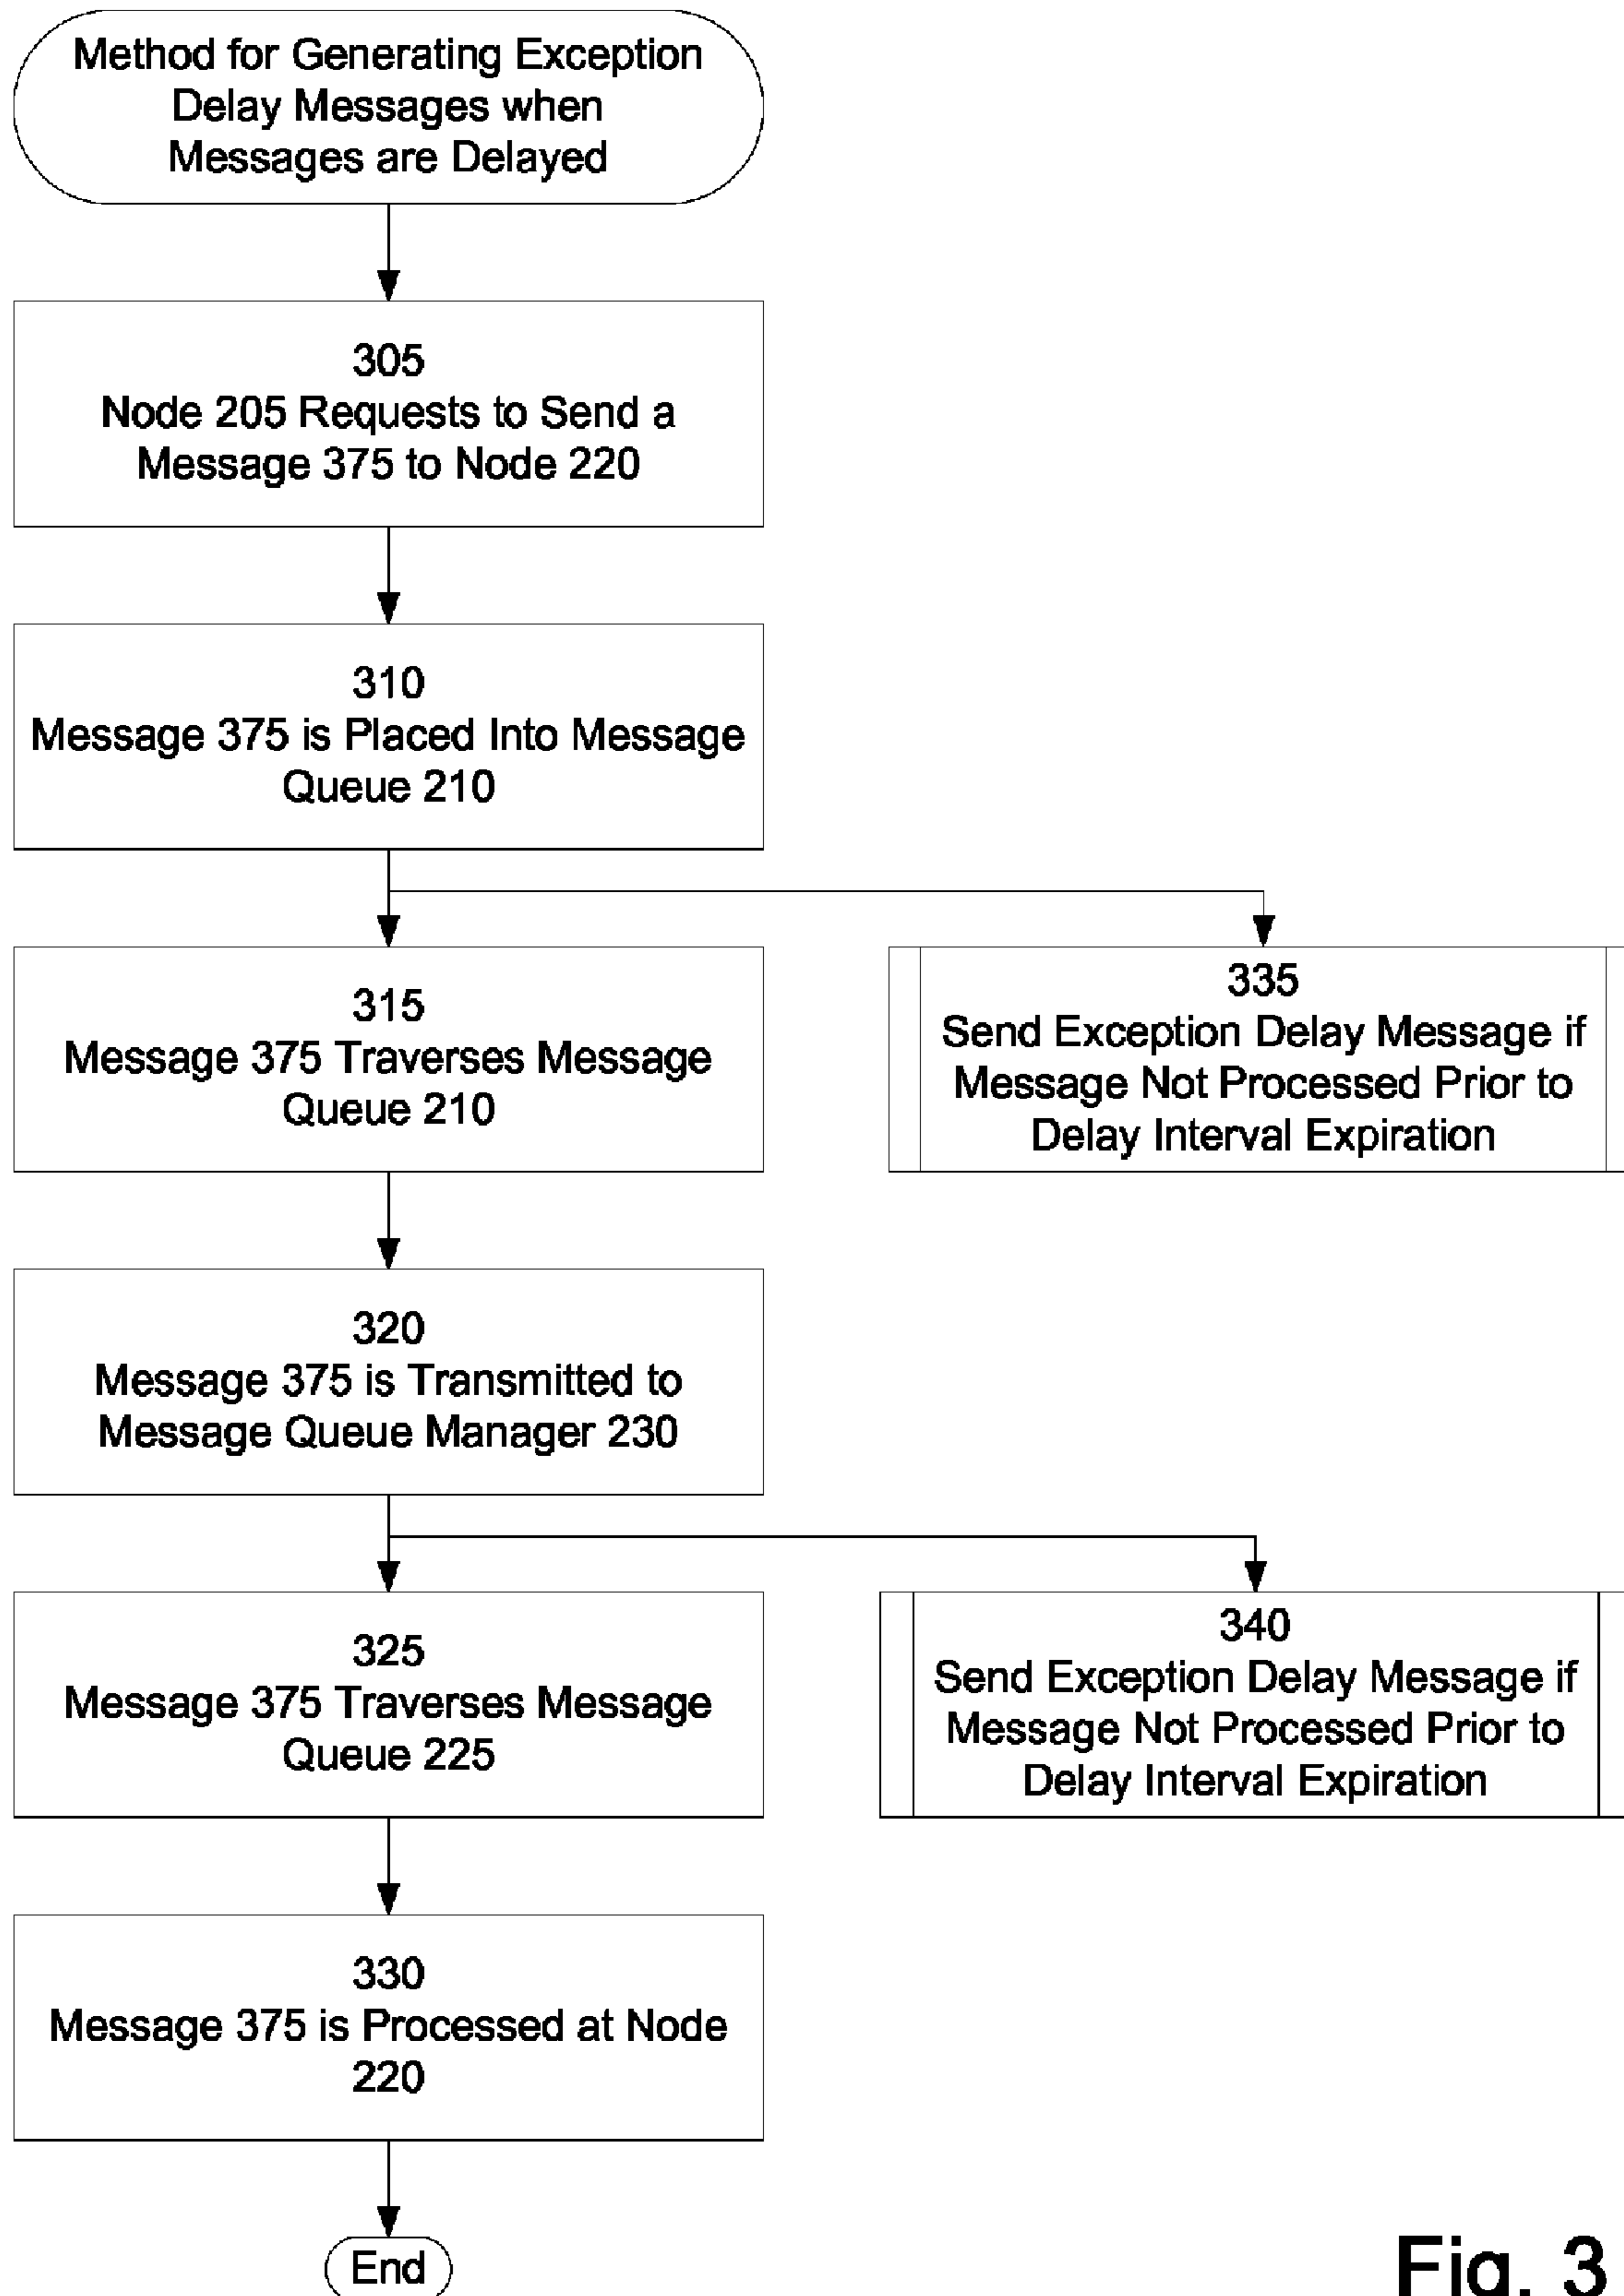 Method for Generating Exception
Delay Messages when
Messages are Delayed
305
Node 205 Requests to Send a
Message 375 to Node 220
310
Message 375 is Placed Into Message
Queue 210
315
Message 375 Traverses Message
Queue 210
335
Send Exception Delay Message if
Message Not Processed Prior to
Delay Interval Expiration
320
Message 375 is Transmitted to
Message Queue Manager 230
325
Message 375 Traverses Message
Queue 225
340
Send Exception Delay Message if
Message Not Processed Prior to
Delay Interval Expiration
330
Message 375 is Processed at Node
220
End
Fig. 3